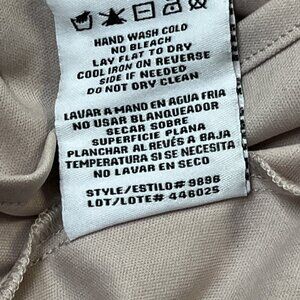 HAND WASH COLD
NO BLEACH
LAY FLAT TO DRY
COOL IRON ON REVERSE
SIDE IF NEEDED
DO NOT DRY CLEAN
LAVAR A MANO EN AGUA FRIA
NO USAR BLANQUEADOR
SECAR SOBRE
SUPERFICIE PLANA
PLANCHAR AL REVÉS A BAJA
TEMPERATURA SI SE NECESITA
NO LAVAR EN SECO
STYLE/ESTILO# 9896
LOT/LOTE# 446025